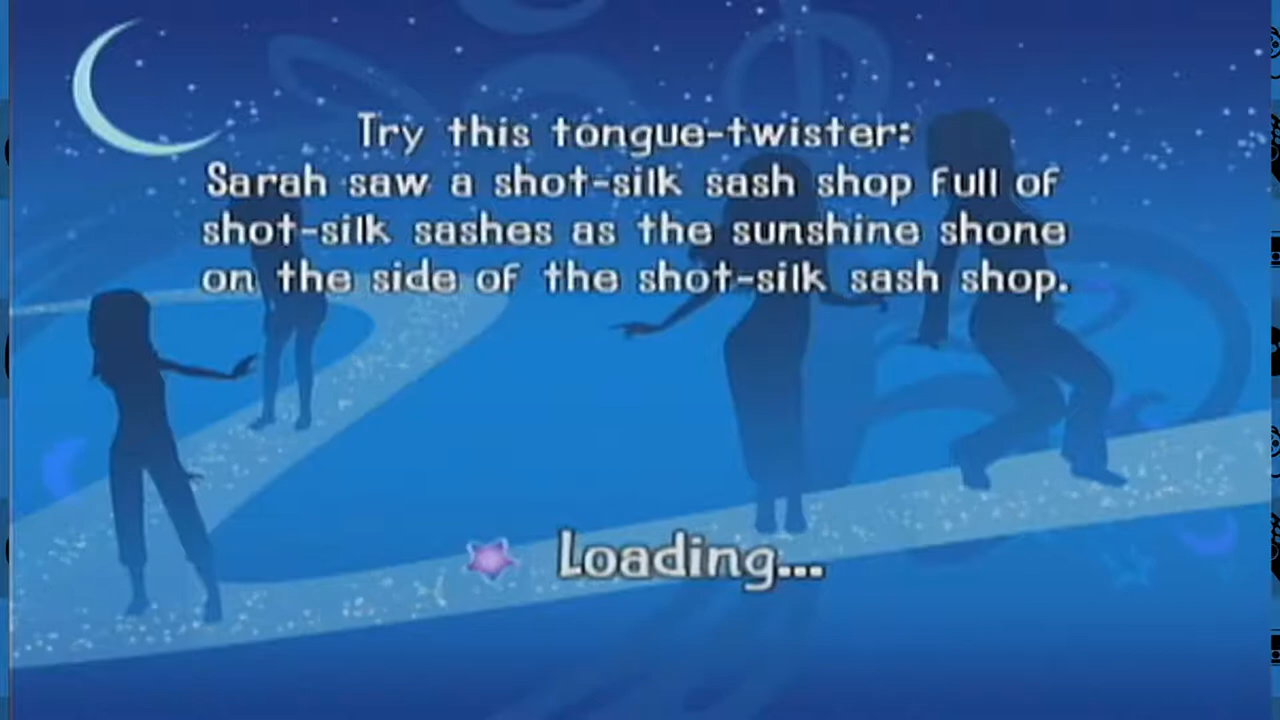 Try this tongue-twister:
Sarah saw a shot-silk sash shop full of
shot-silk sashes as the sunshine shone
on the side of the shot-silk sash shop.
Loading...